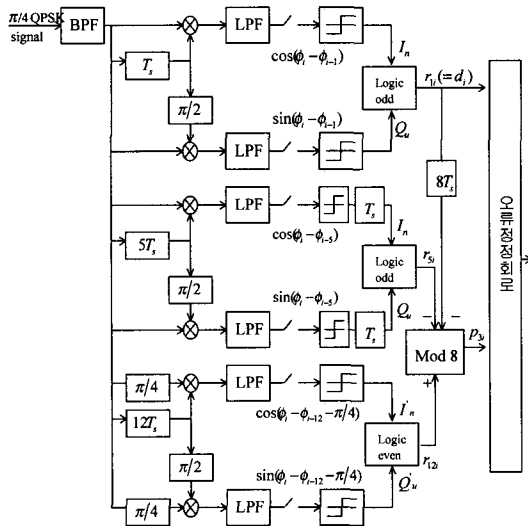 π/4 QPSK
signal
BPF
T_s
π/2
LPF
cos(ϕ_i − ϕ_{i−1})
I_n
Logic
odd
r_{1i}(= d_i)
sin(ϕ_i − ϕ_{i−1})
LPF
Q_u
8T_s
5T_s
π/2
LPF
T_s
cos(ϕ_i − ϕ_{i−5})
I_n
Logic
odd
r_{5i}
sin(ϕ_i − ϕ_{i−5})
LPF
T_s
Q_u
−
−
Mod 8
+
p_{3i}
π/4
12T_s
π/2
π/4
LPF
cos(ϕ_i − ϕ_{i−12} − π/4)
I'_n
Logic
even
r_{12i}
sin(ϕ_i − ϕ_{i−12} − π/4)
LPF
Q'_u
오류정정회로